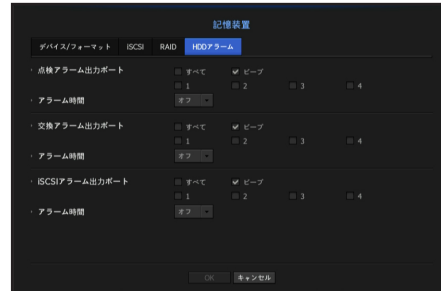 記憶装置
デバイス/フォーマット iSCSI RAID HDDアラーム
点検アラーム出力ポート すべて ビープ
1 2 3 4
アラーム時間 オフ
交換アラーム出力ポート すべて ビープ
1 2 3 4
アラーム時間 オフ
iSCSIアラーム出力ポート すべて ビープ
1 2 3 4
アラーム時間 オフ
OK キャンセル